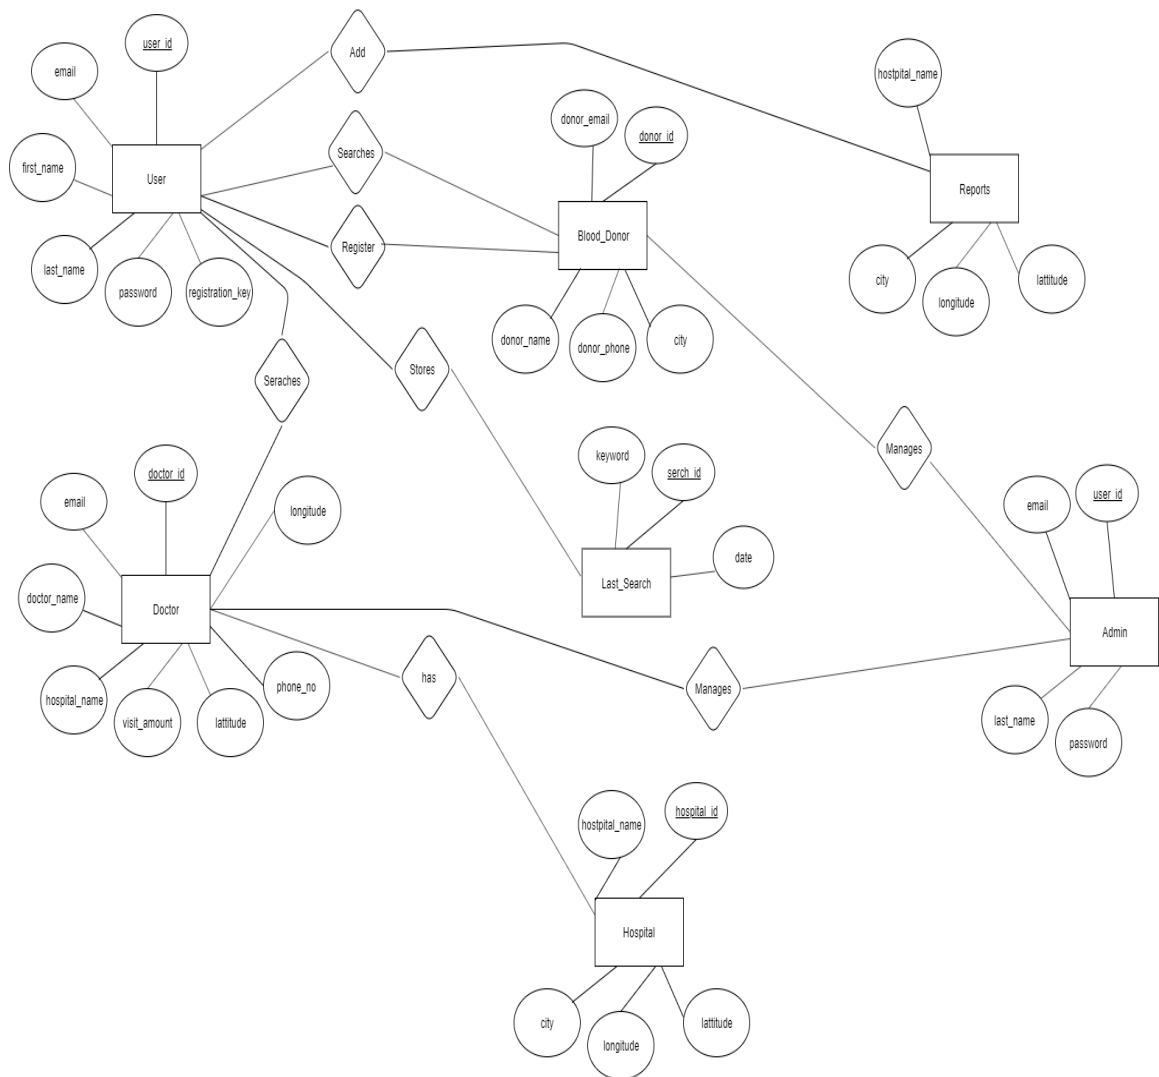 user_id
Add
email
hostpital_name
donor_email
donor_id
Searches
first_name
User
Reports
Blood_Donor
Register
last_name
password
registration_key
city
longitude
lattitude
donor_name
donor_phone
city
Seraches
Stores
Manages
keyword
serch_id
doctor_id
email
longitude
email
user_id
date
Last_Search
doctor_name
Doctor
Admin
has
phone_no
Manages
hospital_name
visit_amount
lattitude
last_name
password
hostpital_name
hospital_id
Hospital
city
longitude
lattitude